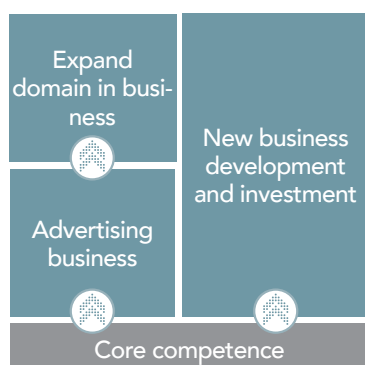 Expand
domain in busi-
ness
New business
development
and investment
Advertising
business
Core competence